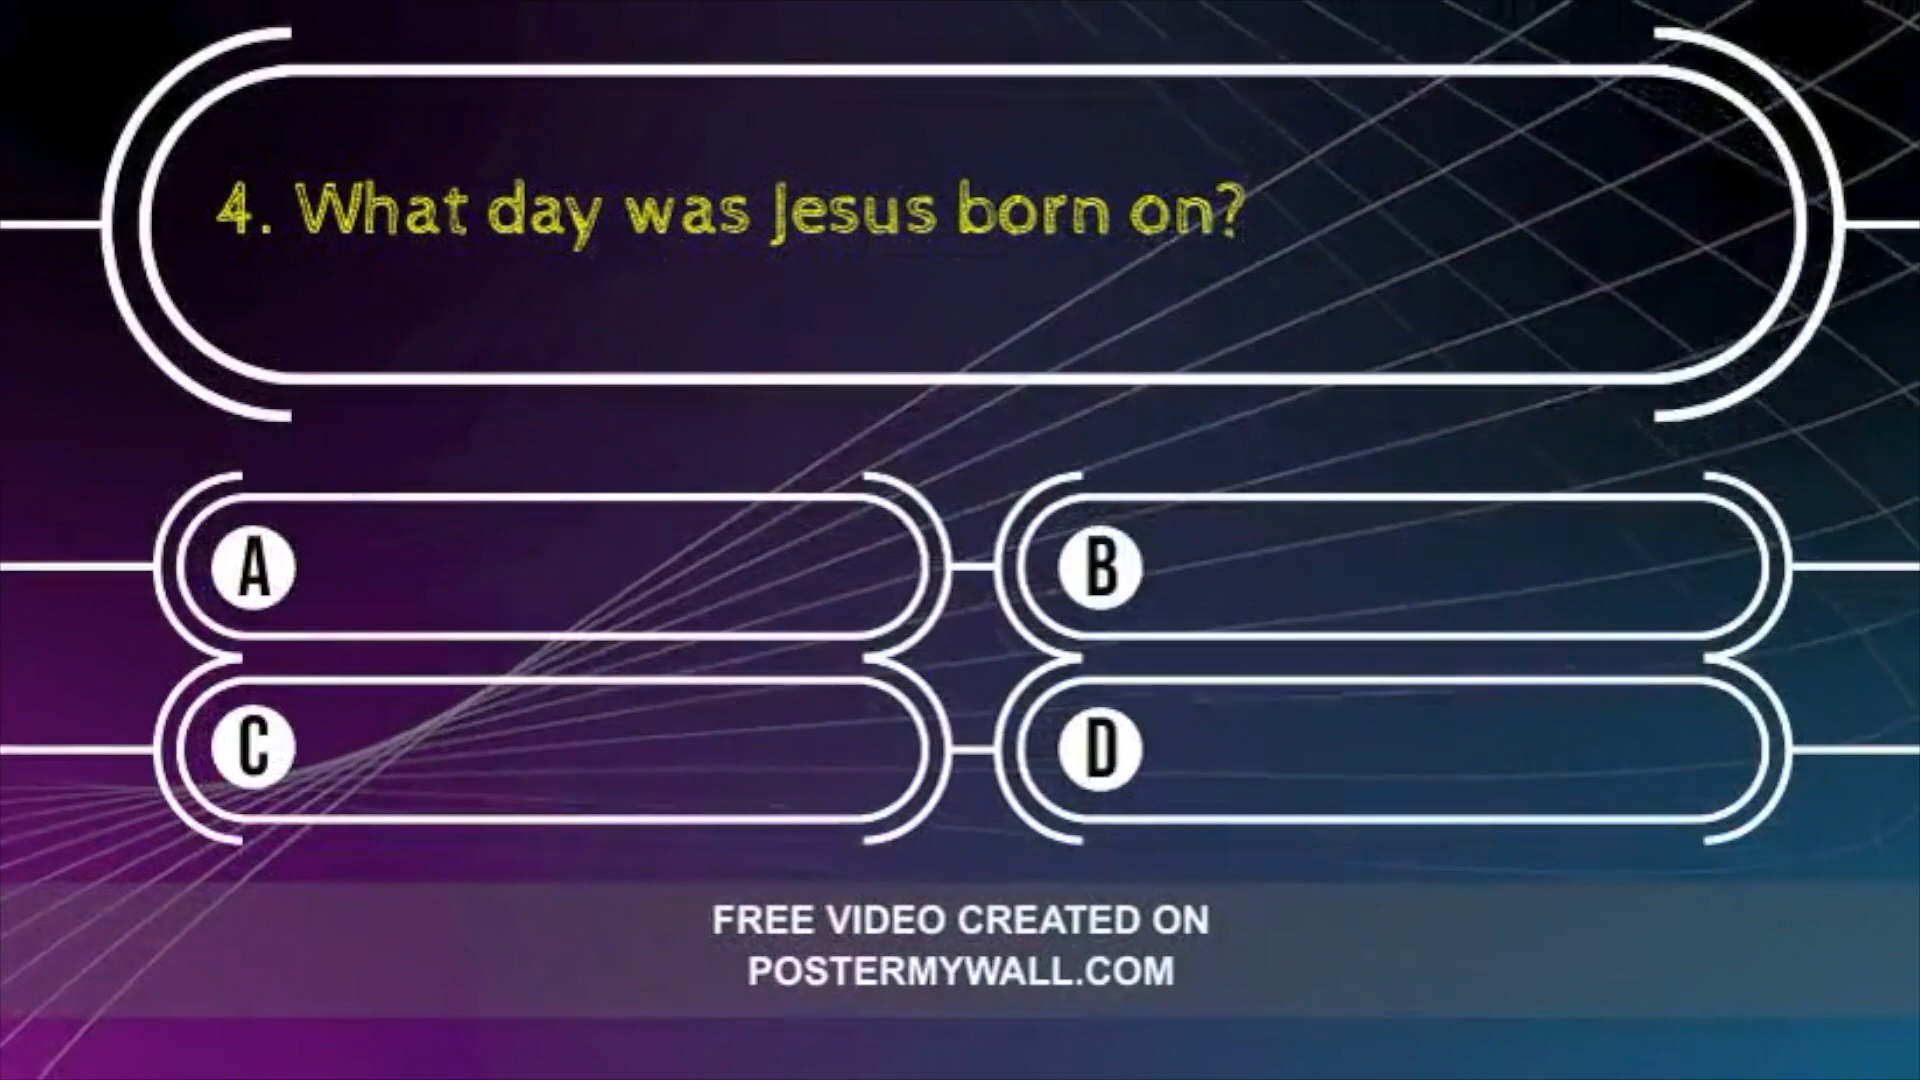 4. What day was Jesus born on?
A
B
C
D
FREE VIDEO CREATED ON
POSTERMYWALL.COM